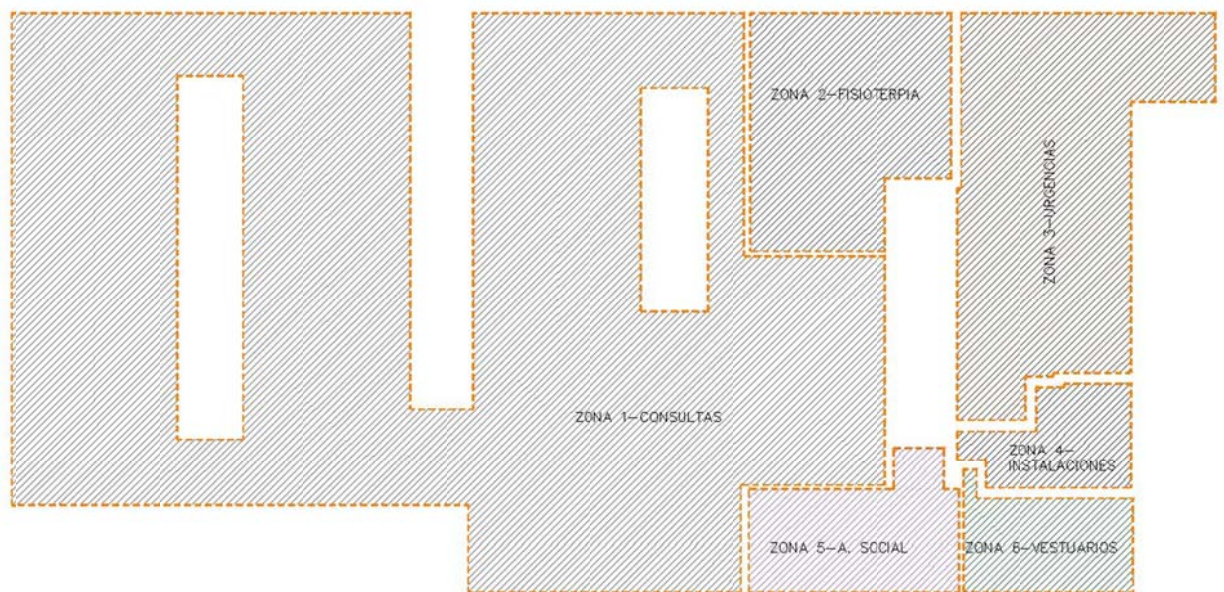 ZONA 2-FISIOTERPIA
ZONA 3-URGENCIAS
ZONA 1-CONSULTAS
ZONA 4-
INSTALACIONES
ZONA 5-A. SOCIAL
ZONA 6-VESTUARIOS